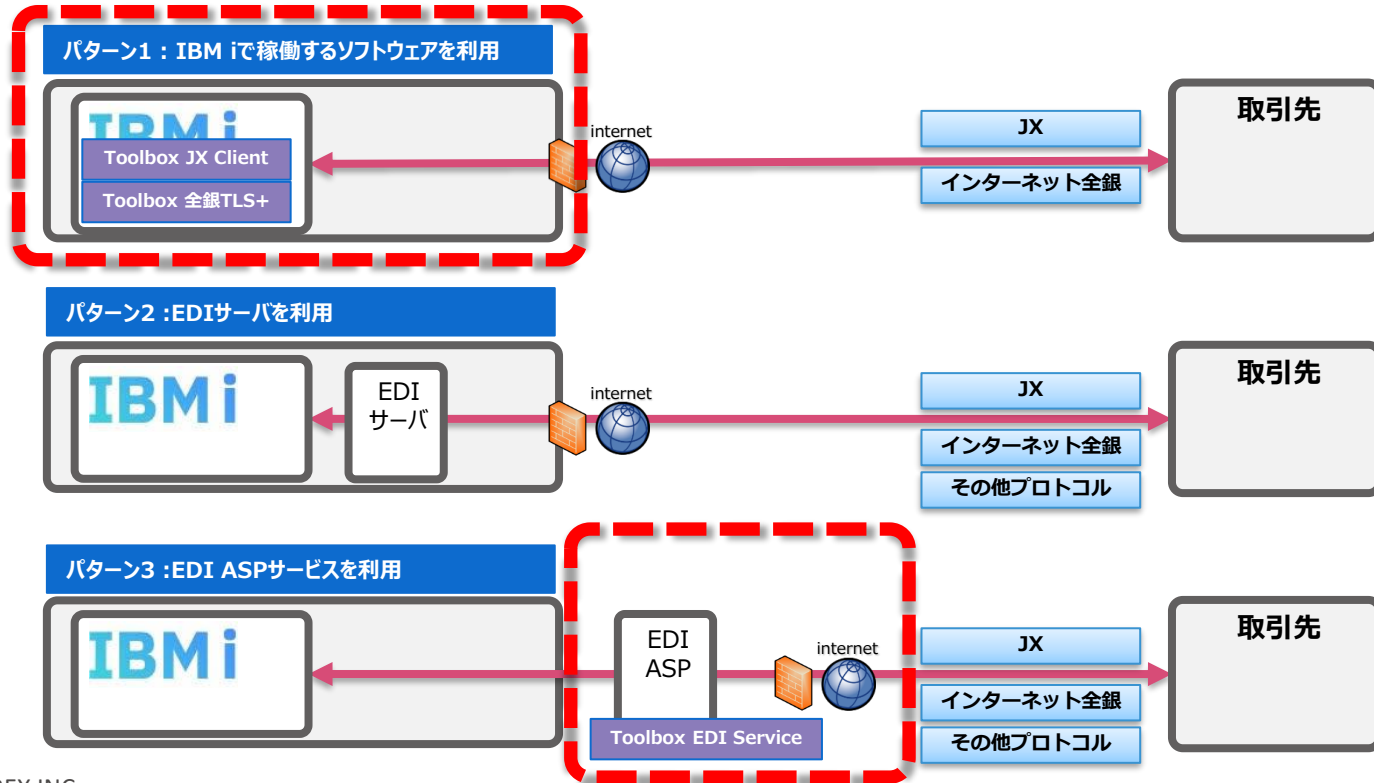 パターン1 : IBM iで稼働するソフトウェアを利用
IBM i
Toolbox JX Client
Toolbox 全銀TLS+
internet
JX
インターネット全銀
取引先
パターン2 :EDIサーバを利用
IBM i
EDI
サーバ
internet
JX
インターネット全銀
その他プロトコル
取引先
パターン3 :EDI ASPサービスを利用
IBM i
EDI
ASP
Toolbox EDI Service
internet
JX
インターネット全銀
その他プロトコル
取引先